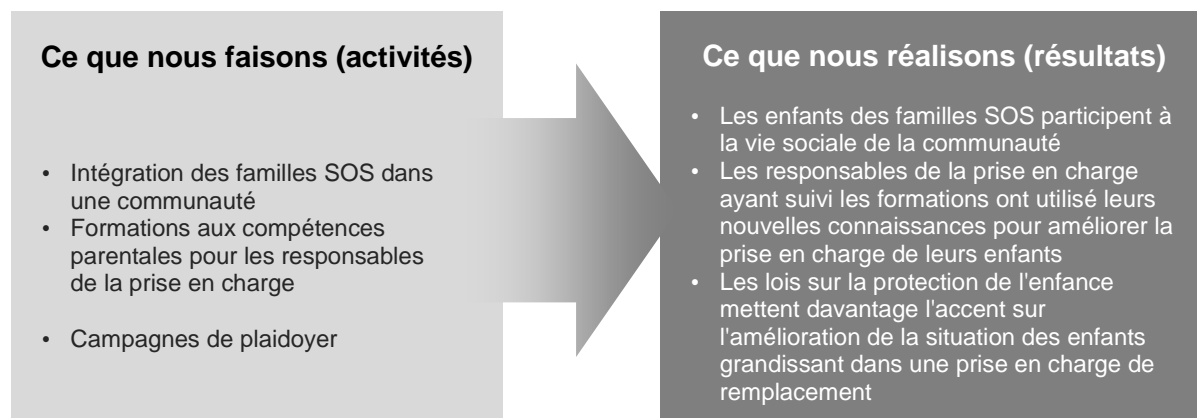 Ce que nous faisons (activités)
• Intégration des familles SOS dans
une communauté
• Formations aux compétences
parentales pour les responsables
de la prise en charge
• Campagnes de plaidoyer
Ce que nous réalisons (résultats)
• Les enfants des familles SOS participent à
la vie sociale de la communauté
• Les responsables de la prise en charge
ayant suivi les formations ont utilisé leurs
nouvelles connaissances pour améliorer la
prise en charge de leurs enfants
• Les lois sur la protection de l'enfance
mettent davantage l'accent sur
l'amélioration de la situation des enfants
grandissant dans une prise en charge de
remplacement